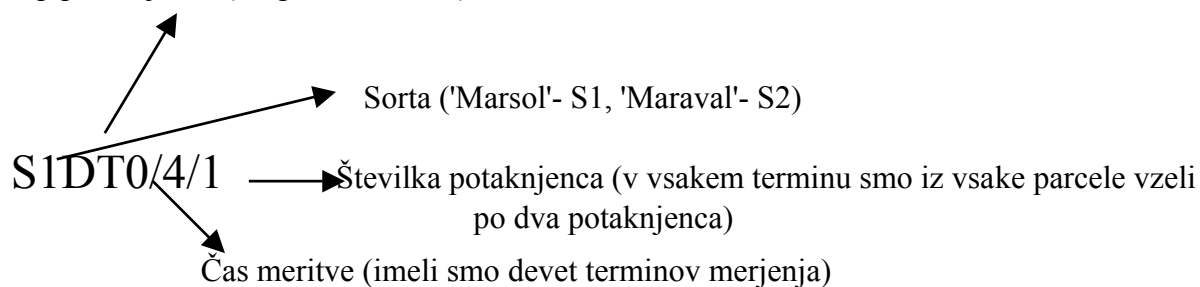 Sorta ('Marsol'- S1, 'Maraval'- S2)
S1DT0/4/1
Številka potaknjenca (v vsakem terminu smo iz vsake parcele vzeli
po dva potaknjenca)
Čas meritve (imeli smo devet terminov merjenja)